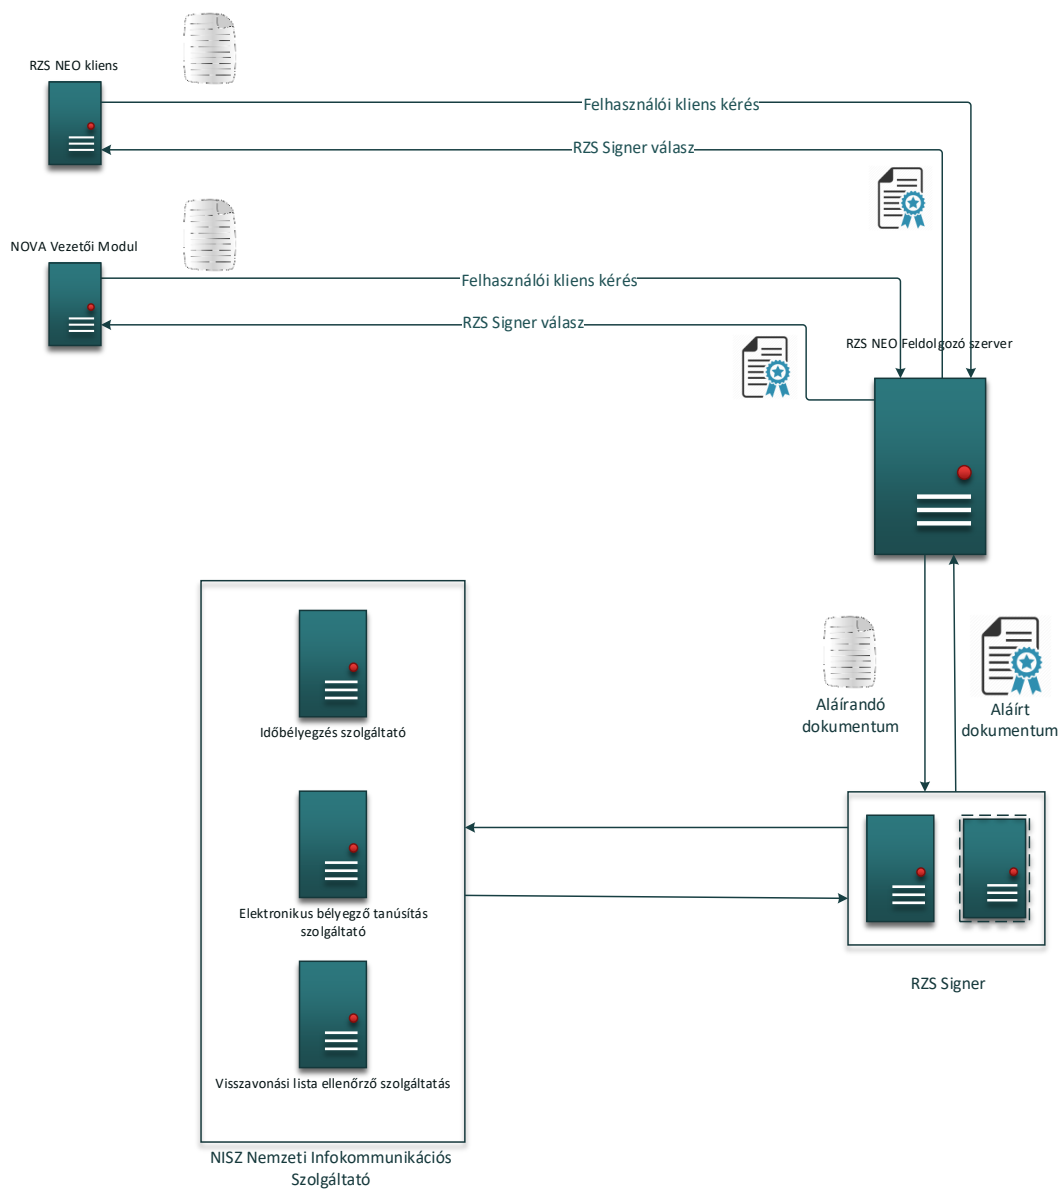 RZS NEO kliens
Felhasználói kliens kérés
RZS Signer válasz
NOVA Vezetői Modul
Felhasználói kliens kérés
RZS Signer válasz
RZS NEO Feldolgozó szerver
Aláírandó
dokumentum
Aláírt
dokumentum
Időbélyegzés szolgáltató
Elektronikus bélyegző tanúsítás
szolgáltató
RZS Signer
Visszavonási lista ellenőrző szolgáltatás
NISZ Nemzeti Infokommunikációs
Szolgáltató